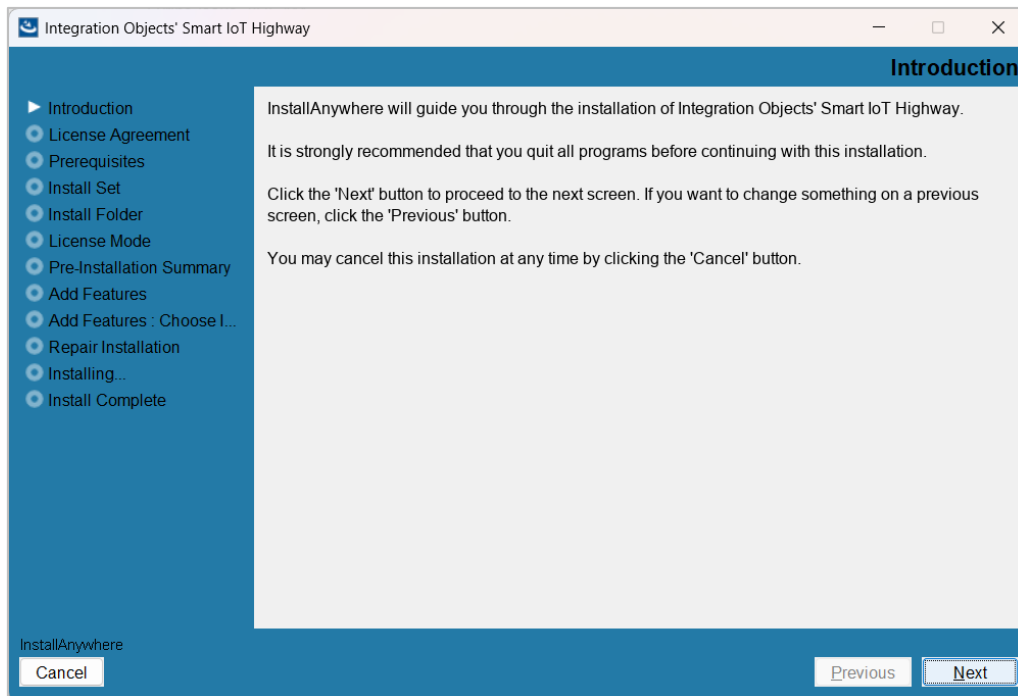 Integration Objects' Smart IoT Highway
Introduction
Introduction
License Agreement
Prerequisites
Install Set
Install Folder
License Mode
Pre-Installation Summary
Add Features
Add Features : Choose I...
Repair Installation
Installing...
Install Complete
InstallAnywhere will guide you through the installation of Integration Objects' Smart IoT Highway.
It is strongly recommended that you quit all programs before continuing with this installation.
Click the 'Next' button to proceed to the next screen. If you want to change something on a previous
screen, click the 'Previous' button.
You may cancel this installation at any time by clicking the 'Cancel' button.
InstallAnywhere
Cancel
Previous
Next